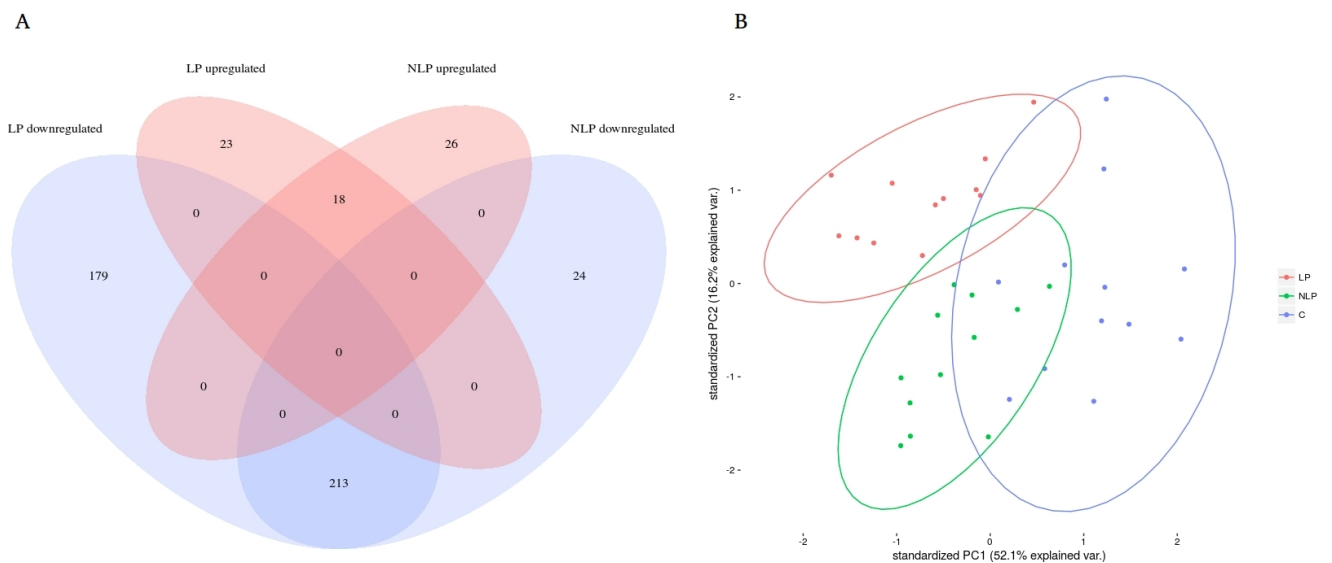 A
B
LP upregulated
NLP upregulated
LP downregulated
NLP downregulated
23
26
18
0
0
179
0
0
24
0
0
0
0
0
213
standardized PC2 (16.2% explained var.)
2
1
0
-1
-2
-2
-1
0
1
2
standardized PC1 (52.1% explained var.)
LP
NLP
C